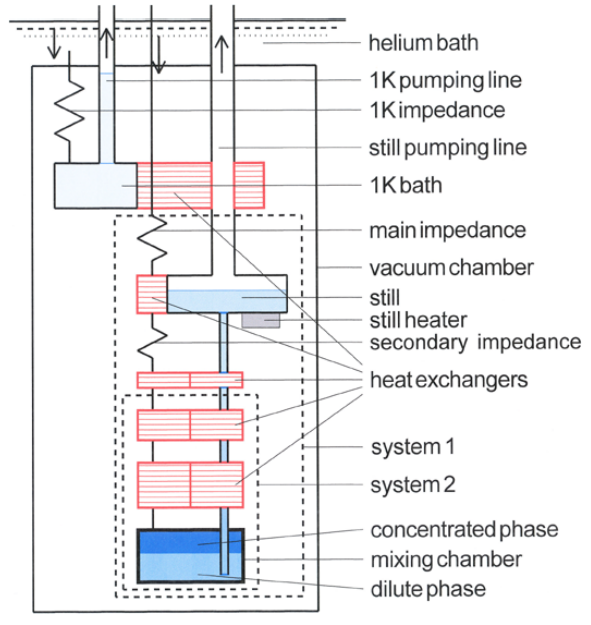 helium bath
1K pumping line
1K impedance
still pumping line
1K bath
main impedance
vacuum chamber
still
still heater
secondary impedance
heat exchangers
system 1
system 2
concentrated phase
mixing chamber
dilute phase